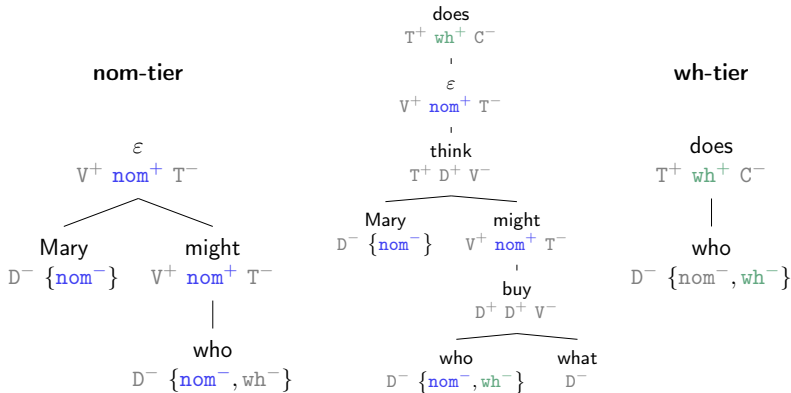 nom-tier
ε
V⁺ nom⁺ T⁻
Mary might
D⁻ {nom⁻} V⁺ nom⁺ T⁻
who
D⁻ {nom⁻, wh⁻}
does
T⁺ wh⁺ C⁻
ε
V⁺ nom⁺ T⁻
think
T⁺ D⁺ V⁻
Mary might
D⁻ {nom⁻} V⁺ nom⁺ T⁻
buy
D⁺ D⁺ V⁻
who what
D⁻ {nom⁻, wh⁻} D⁻
wh-tier
does
T⁺ wh⁺ C⁻
who
D⁻ {nom⁻, wh⁻}